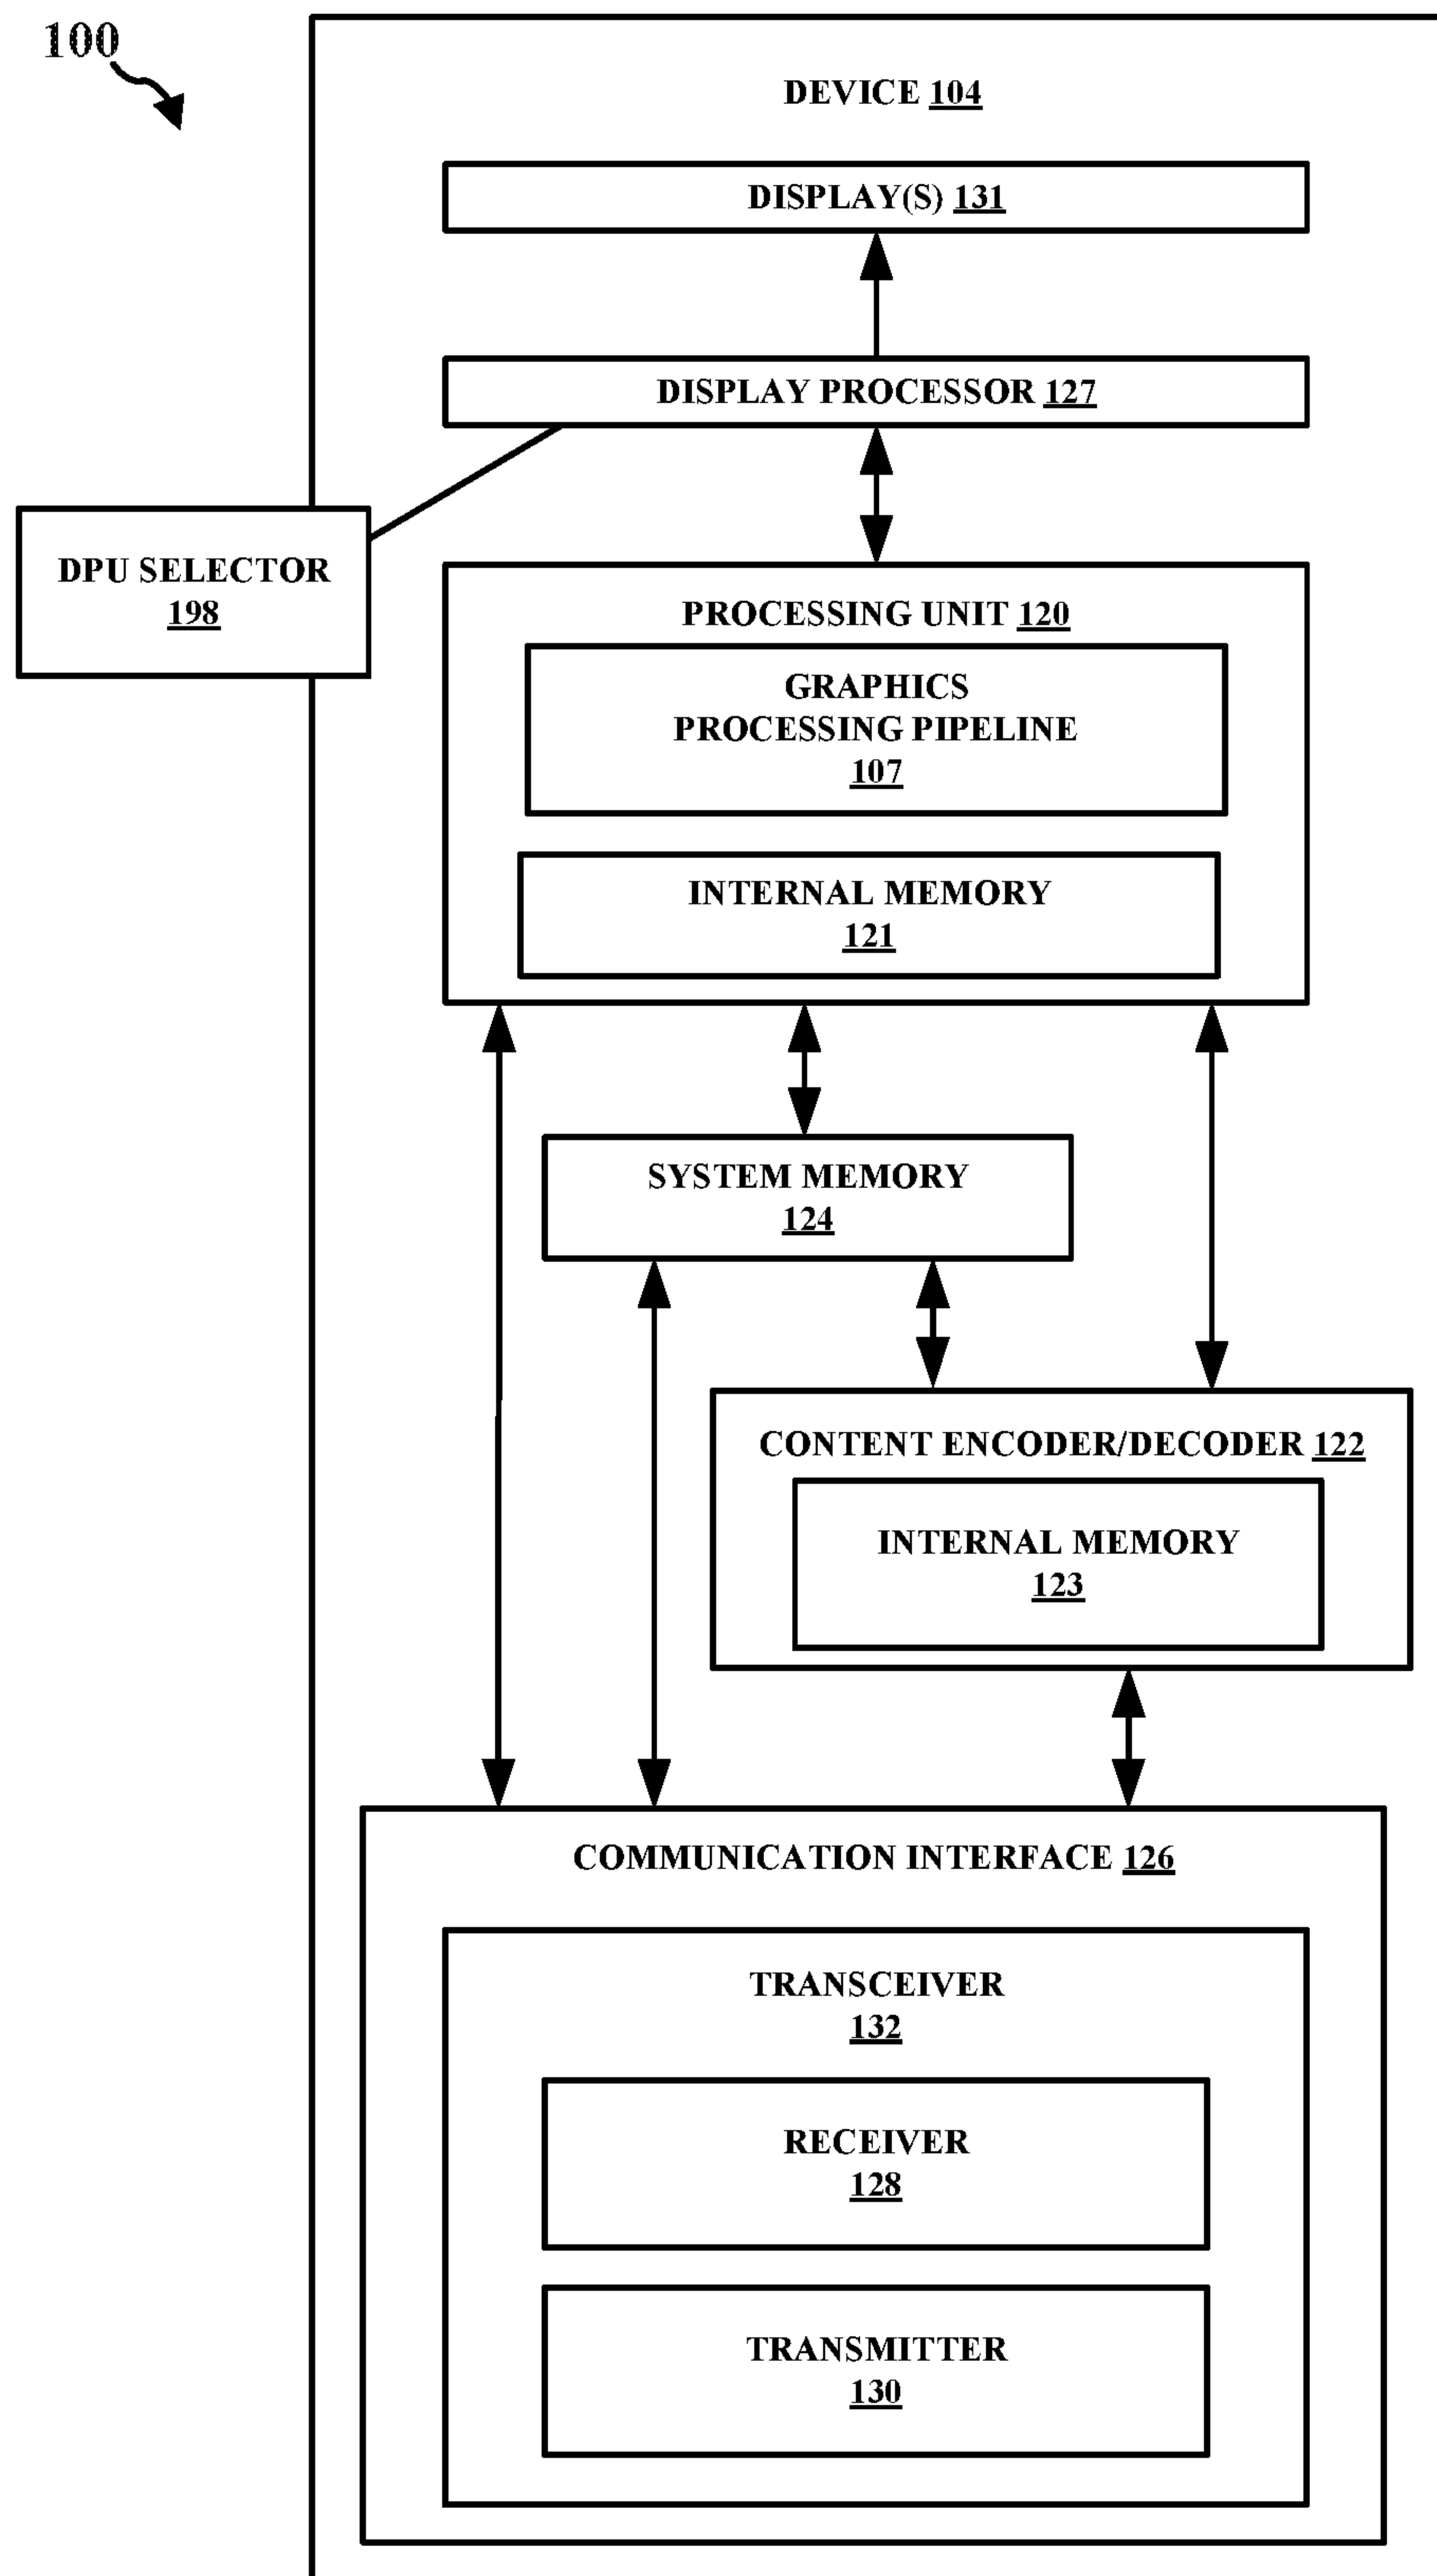 100
DEVICE 104
DISPLAY(S) 131
DISPLAY PROCESSOR 127
DPU SELECTOR
198
PROCESSING UNIT 120
GRAPHICS
PROCESSING PIPELINE
107
INTERNAL MEMORY
121
SYSTEM MEMORY
124
CONTENT ENCODER/DECODER 122
INTERNAL MEMORY
123
COMMUNICATION INTERFACE 126
TRANSCEIVER
132
RECEIVER
128
TRANSMITTER
130